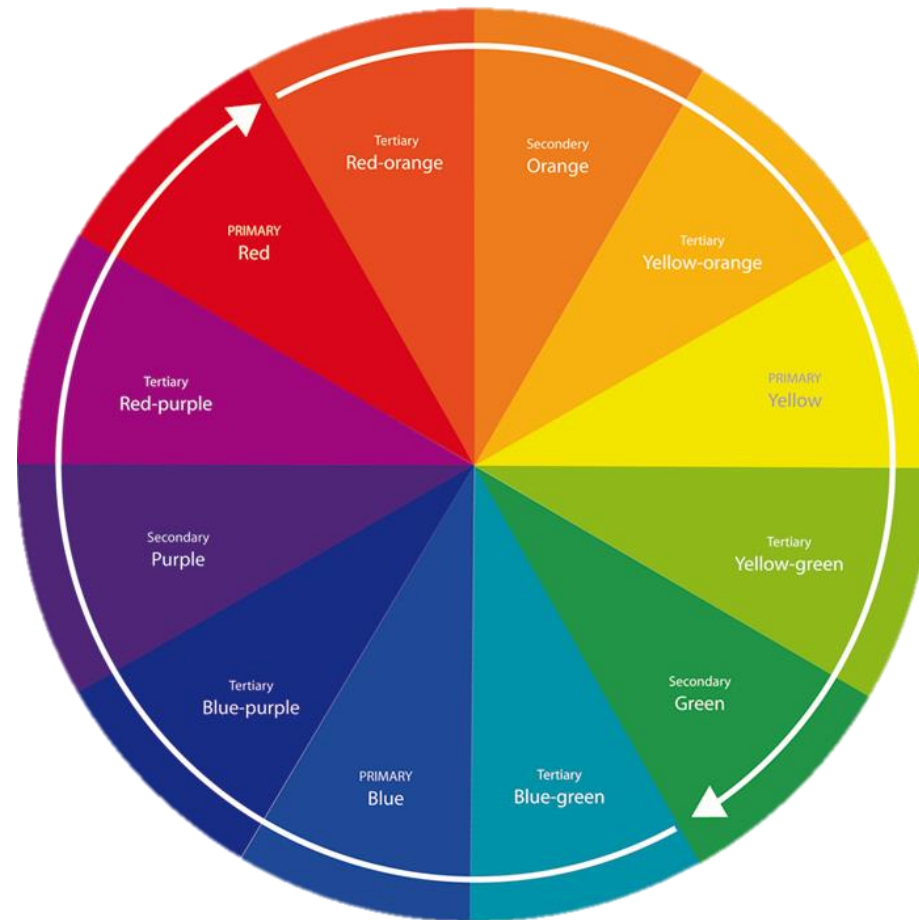 Tertiary
Red-orange
Secondery
Orange
Tertiary
Yellow-orange
PRIMARY
Yellow
Tertiary
Yellow-green
Secondary
Green
Tertiary
Blue-green
PRIMARY
Blue
Tertiary
Blue-purple
Secondary
Purple
Tertiary
Red-purple
PRIMARY
Red